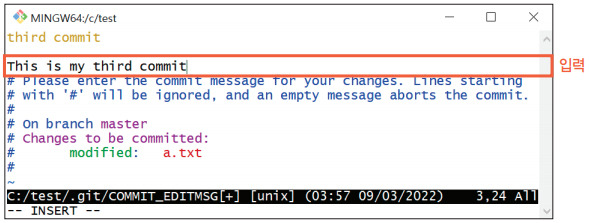 MINGW64:/c/test
third commit
This is my third commit 입력
# Please enter the commit message for your changes. Lines starting
# with '#' will be ignored, and an empty message aborts the commit.
#
# On branch master
# Changes to be committed:
#       modified:   a.txt
#
~
C:/test/.git/COMMIT_EDITMSG[+] [unix] (03:57 09/03/2022) 3,24 All
-- INSERT --